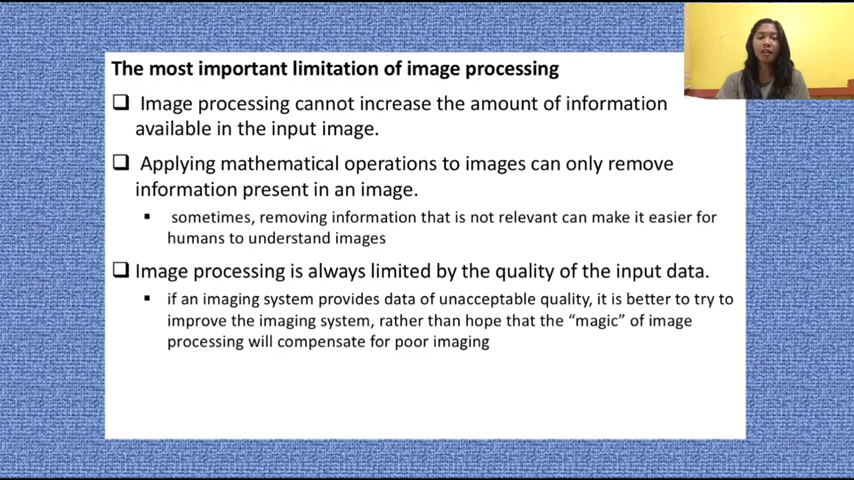 The most important limitation of image processing
❑ Image processing cannot increase the amount of information
available in the input image.
❑ Applying mathematical operations to images can only remove
information present in an image.
▪ sometimes, removing information that is not relevant can make it easier for
humans to understand images
❑ Image processing is always limited by the quality of the input data.
▪ if an imaging system provides data of unacceptable quality, it is better to try to
improve the imaging system, rather than hope that the “magic” of image
processing will compensate for poor imaging